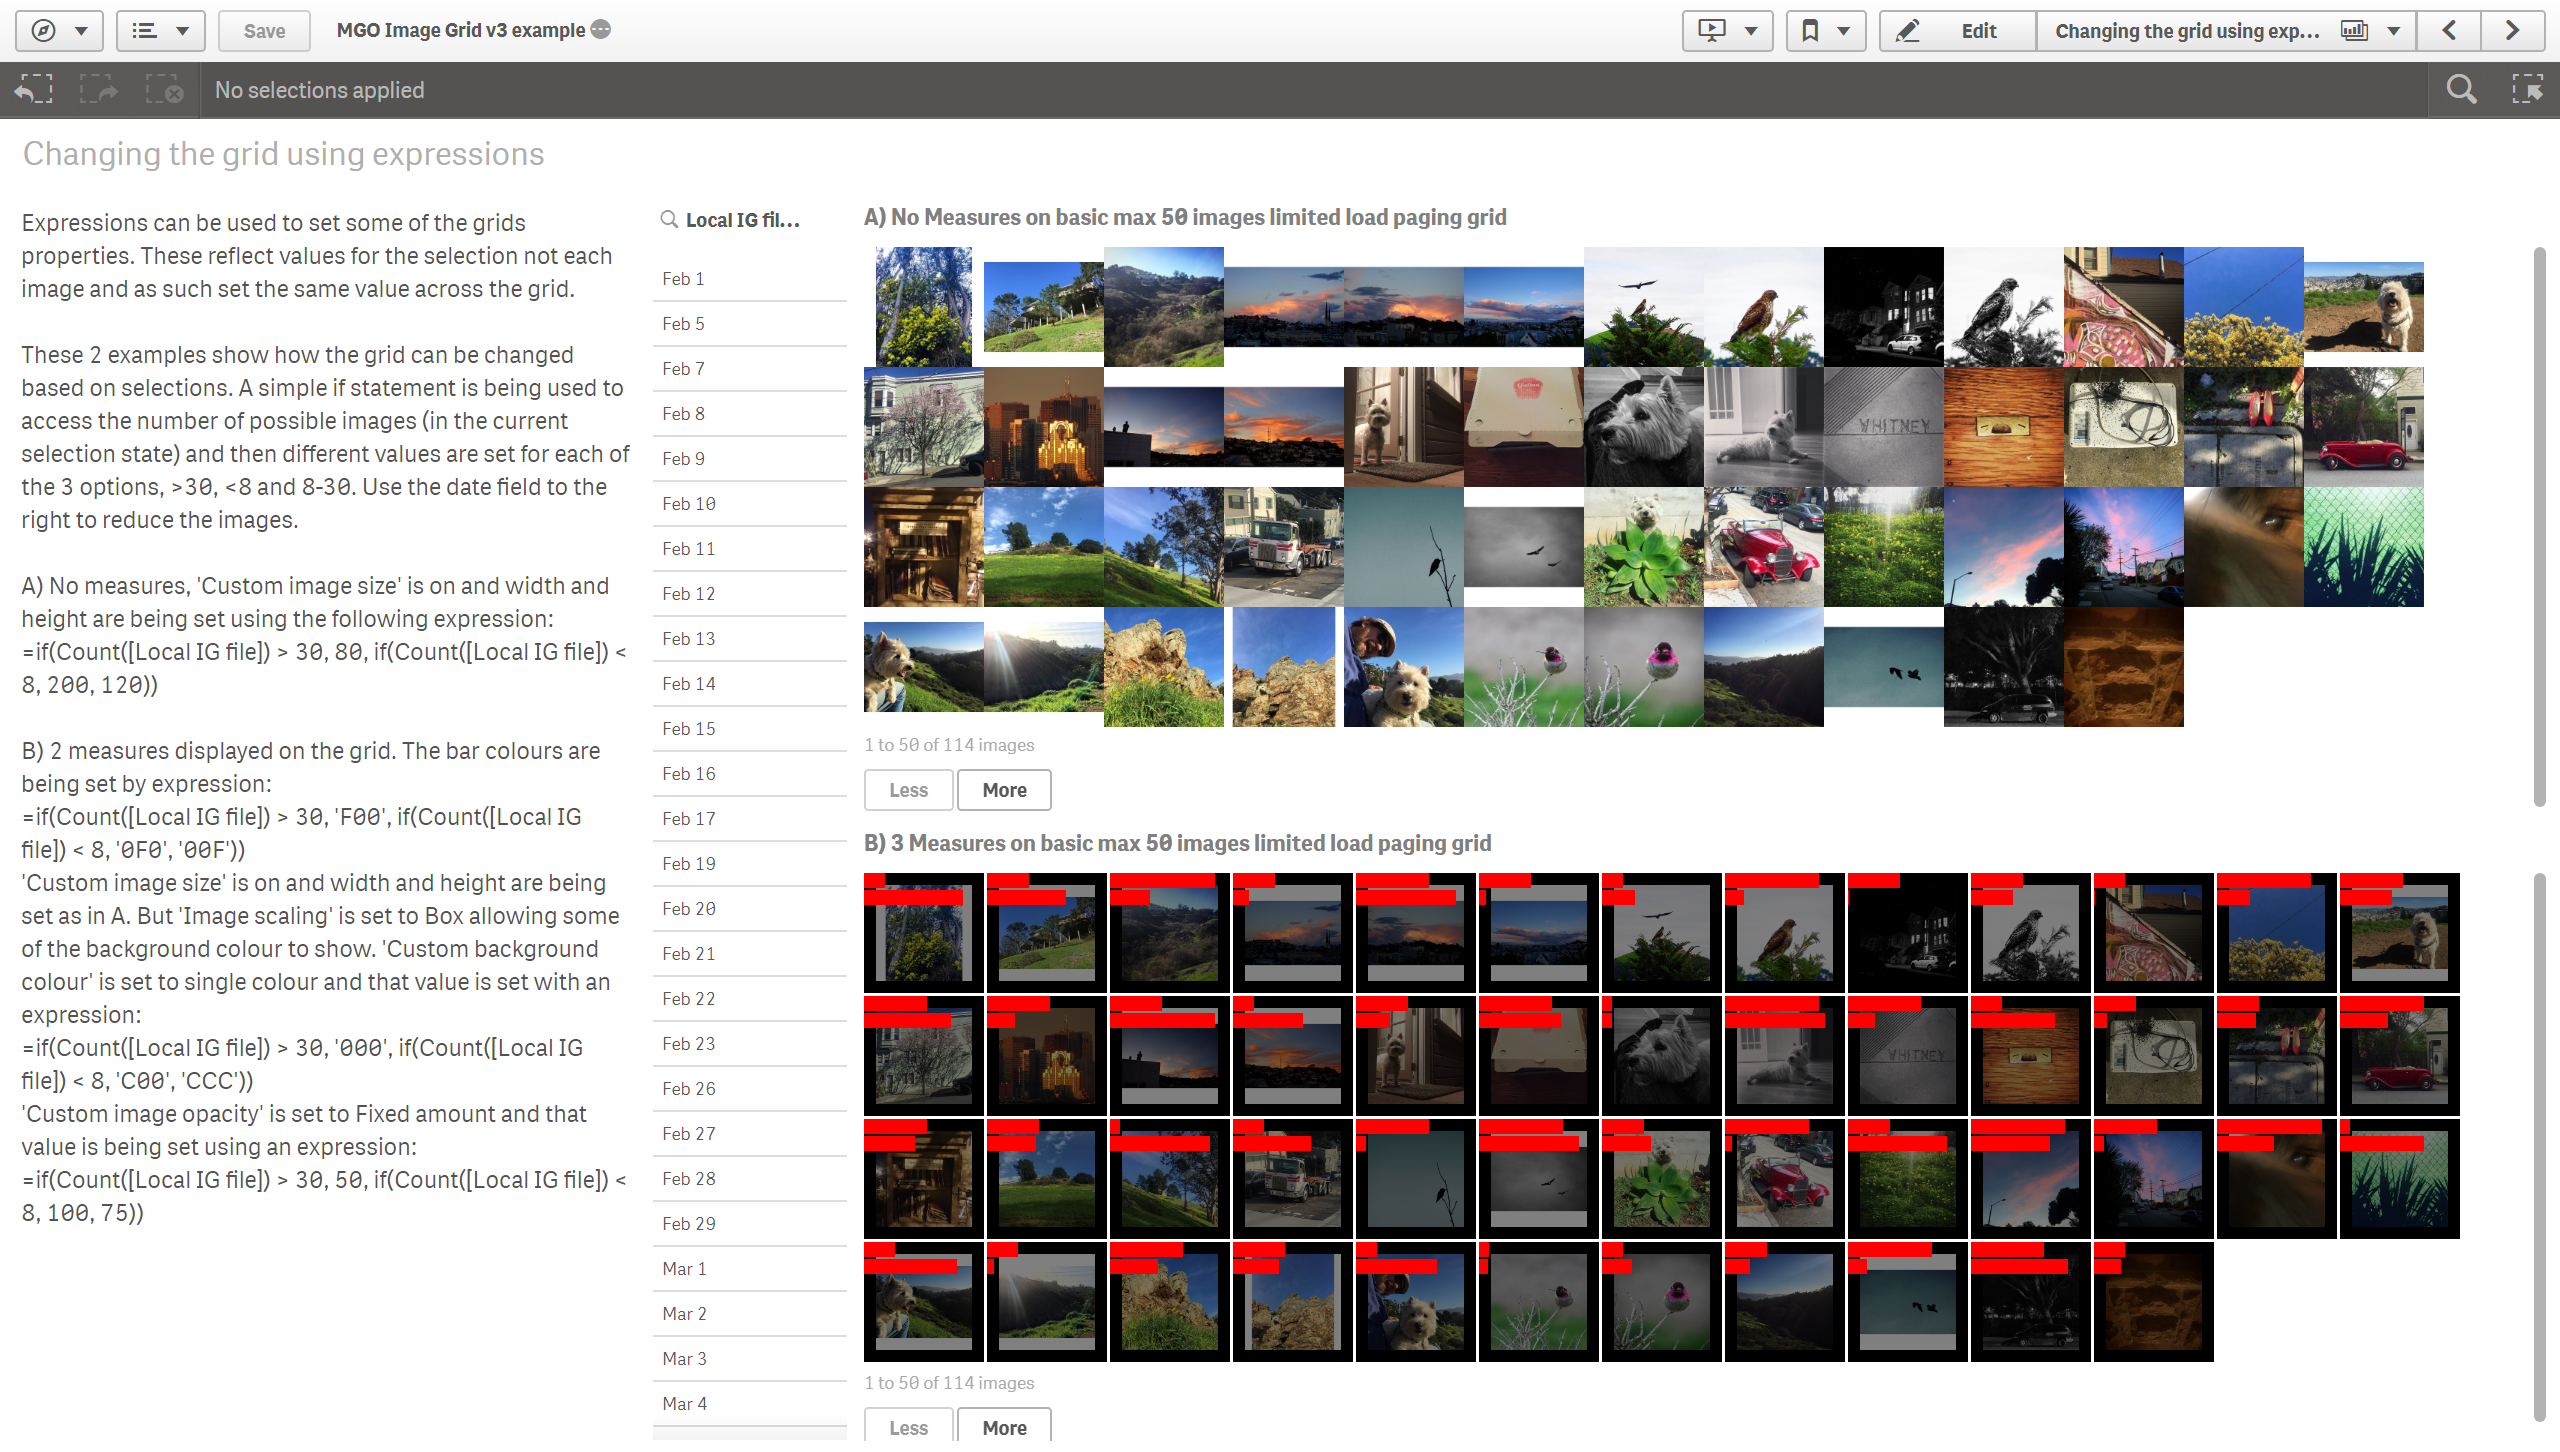 Save
MGO Image Grid v3 example
Edit
Changing the grid using exp...
No selections applied
Changing the grid using expressions
Expressions can be used to set some of the grids
properties. These reflect values for the selection not each
image and as such set the same value across the grid.
These 2 examples show how the grid can be changed
based on selections. A simple if statement is being used to
access the number of possible images (in the current
selection state) and then different values are set for each of
the 3 options, >30, <8 and 8-30. Use the date field to the
right to reduce the images.
A) No measures, 'Custom image size' is on and width and
height are being set using the following expression:
=if(Count([Local IG file]) > 30, 80, if(Count([Local IG file]) <
8, 200, 120))
B) 2 measures displayed on the grid. The bar colours are
being set by expression:
=if(Count([Local IG file]) > 30, 'F00', if(Count([Local IG
file]) < 8, '0F0', '00F'))
'Custom image size' is on and width and height are being
set as in A. But 'Image scaling' is set to Box allowing some
of the background colour to show. 'Custom background
colour' is set to single colour and that value is set with an
expression:
=if(Count([Local IG file]) > 30, '000', if(Count([Local IG
file]) < 8, 'C00', 'CCC'))
'Custom image opacity' is set to Fixed amount and that
value is being set using an expression:
=if(Count([Local IG file]) > 30, 50, if(Count([Local IG file]) <
8, 100, 75))
Local IG fil...
Feb 1
Feb 5
Feb 7
Feb 8
Feb 9
Feb 10
Feb 11
Feb 12
Feb 13
Feb 14
Feb 15
Feb 16
Feb 17
Feb 19
Feb 20
Feb 21
Feb 22
Feb 23
Feb 26
Feb 27
Feb 28
Feb 29
Mar 1
Mar 2
Mar 3
Mar 4
A) No Measures on basic max 50 images limited load paging grid
WHITNEY
1 to 50 of 114 images
Less
More
B) 3 Measures on basic max 50 images limited load paging grid
WHITNEY
1 to 50 of 114 images
Less
More